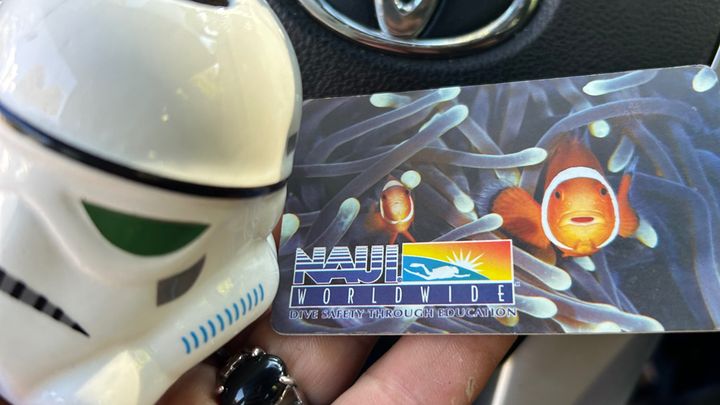 NAUI
WORLDWIDE
DIVE SAFETY THROUGH EDUCATION